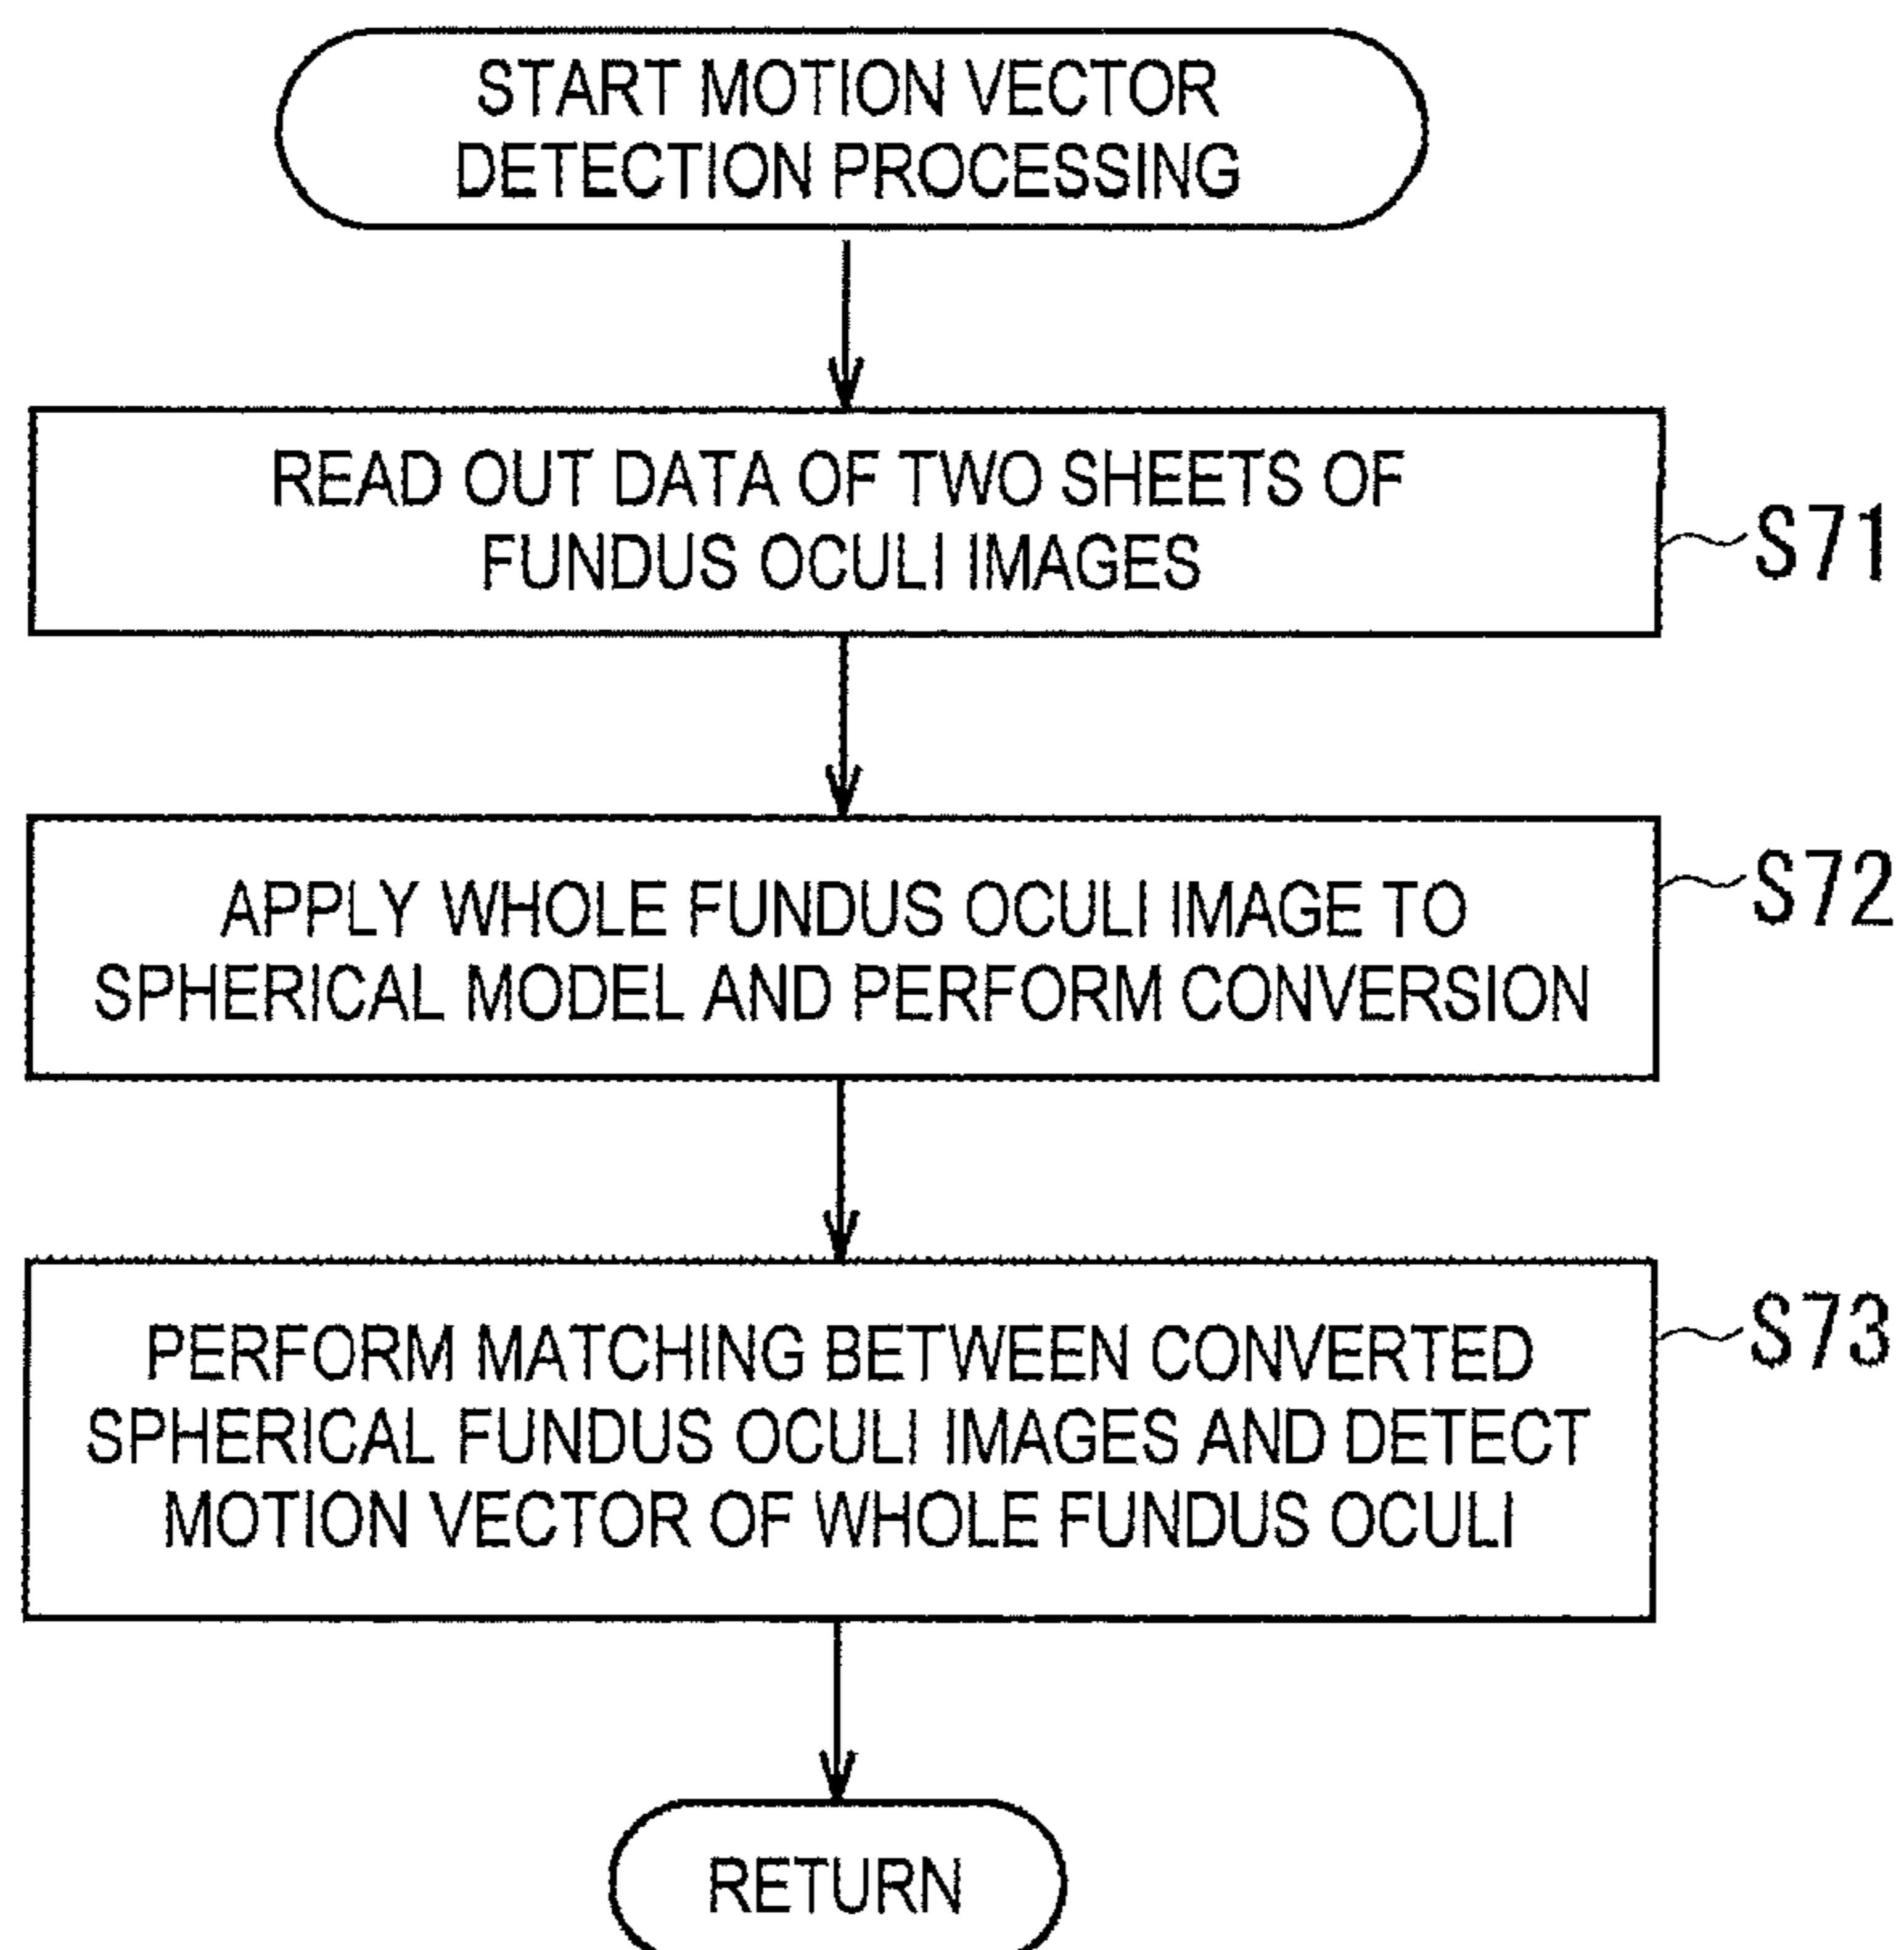 START MOTION VECTOR
DETECTION PROCESSING
READ OUT DATA OF TWO SHEETS OF
FUNDUS OCULI IMAGES
S71
APPLY WHOLE FUNDUS OCULI IMAGE TO
SPHERICAL MODEL AND PERFORM CONVERSION
S72
PERFORM MATCHING BETWEEN CONVERTED
SPHERICAL FUNDUS OCULI IMAGES AND DETECT
MOTION VECTOR OF WHOLE FUNDUS OCULI
S73
RETURN